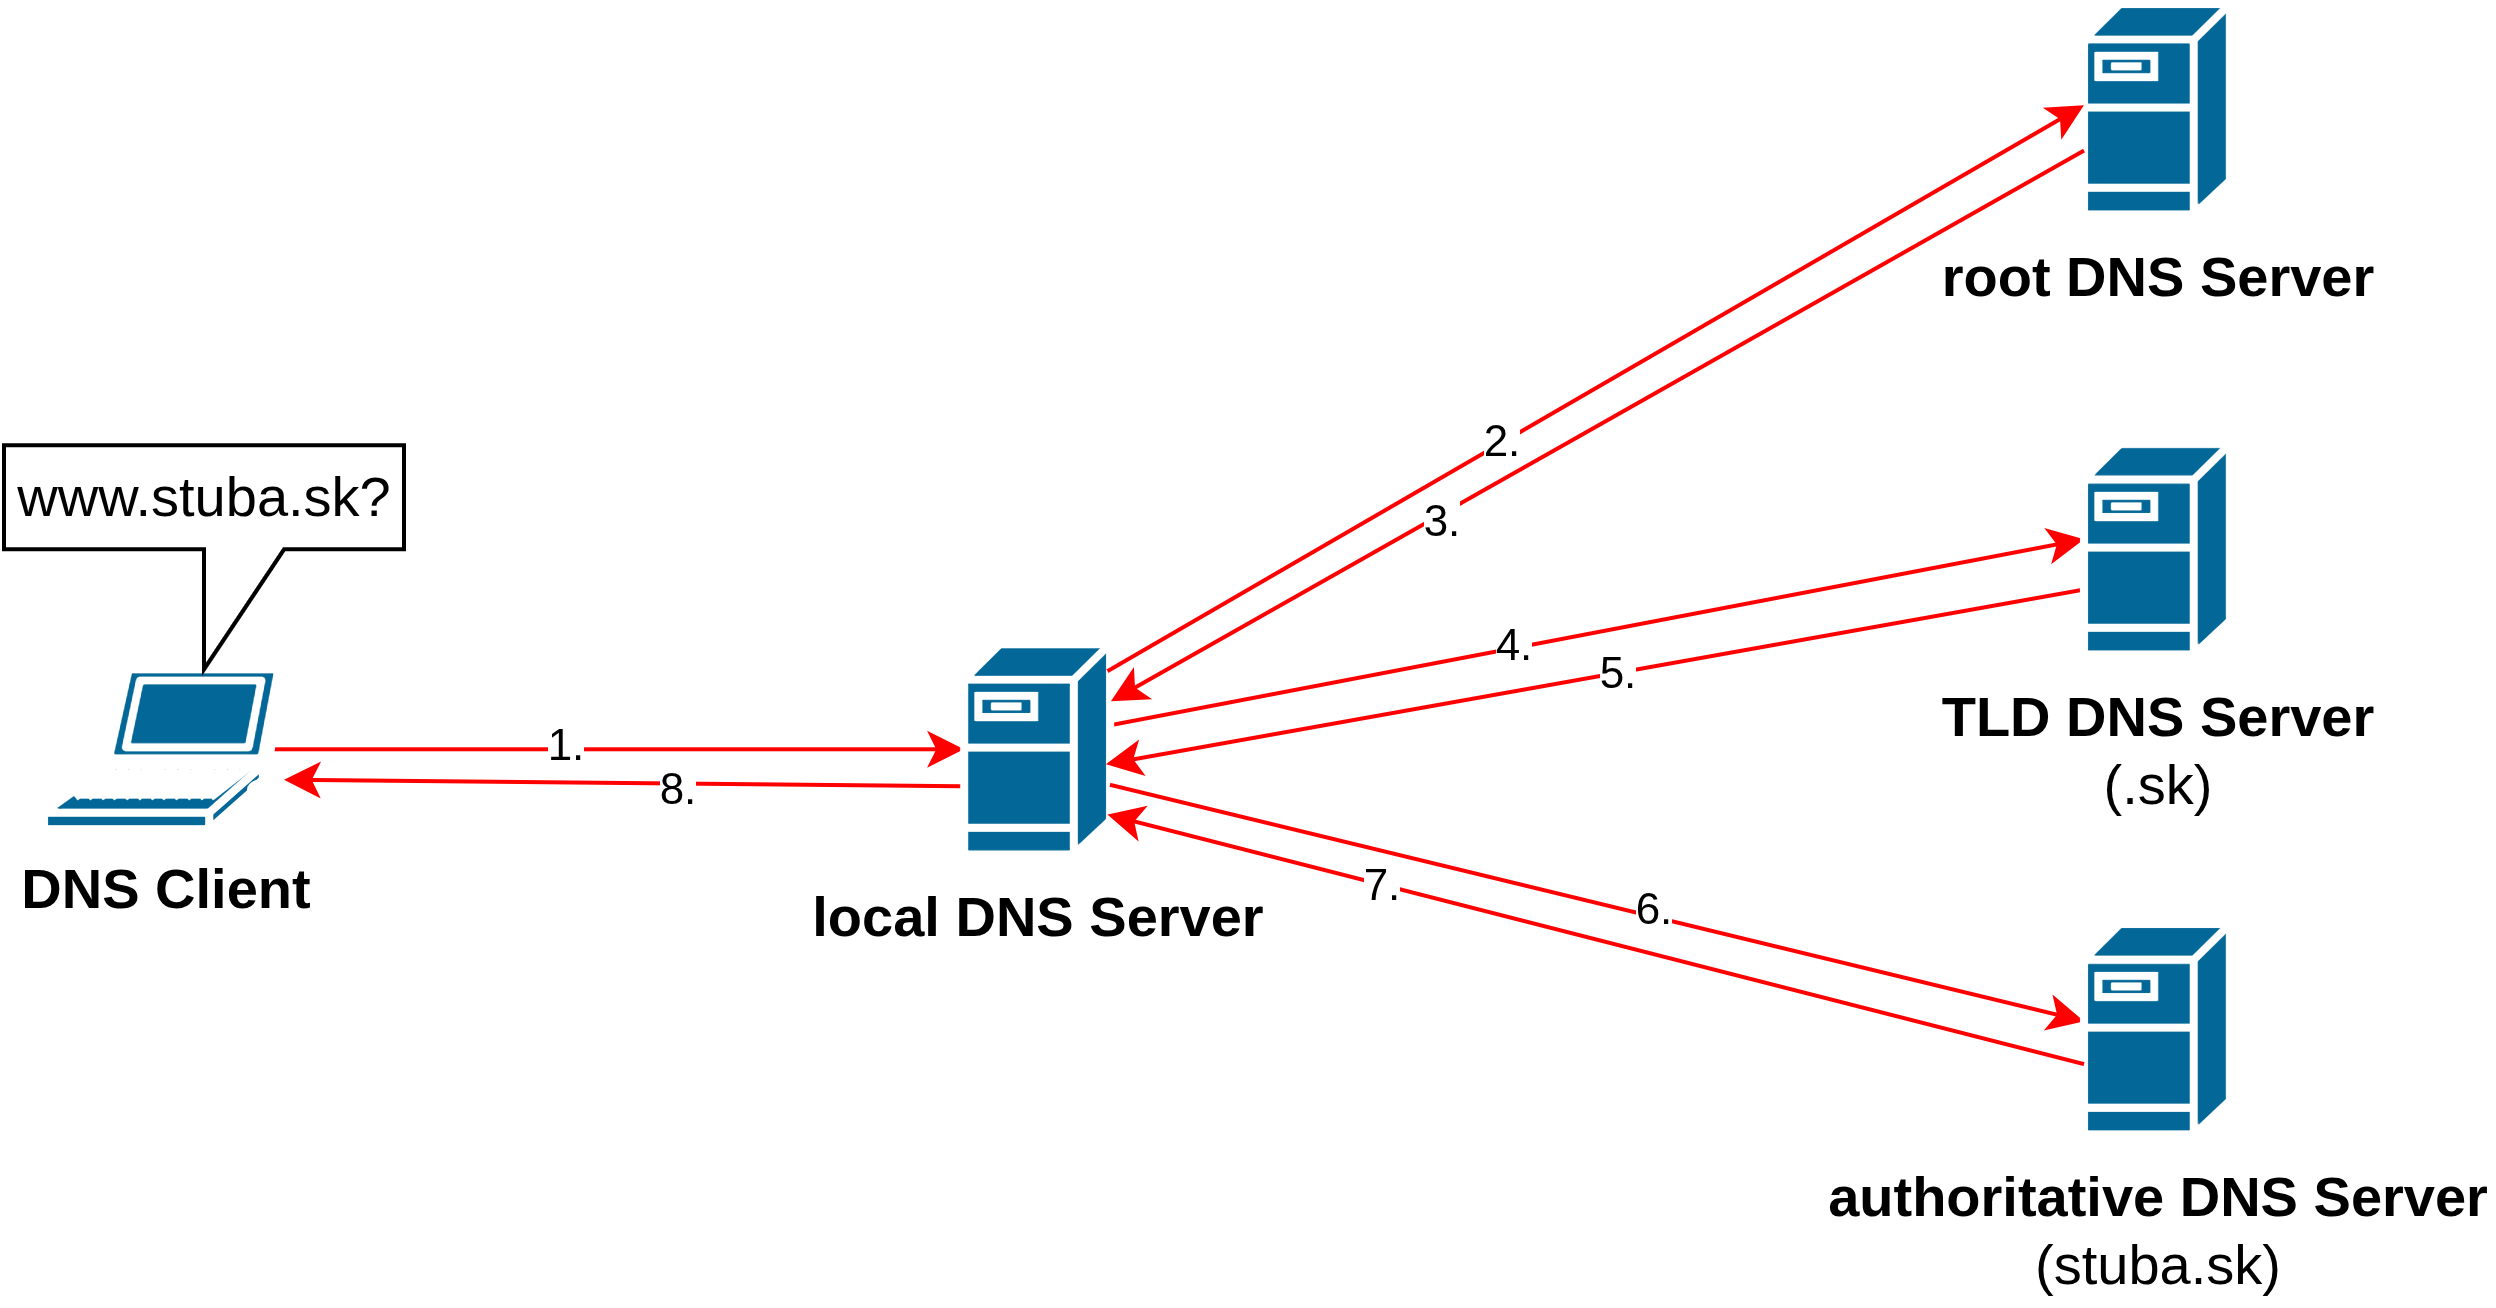 root DNS Server
2.
www.stuba.sk?
3.
4.
5.
TLD DNS Server
(.sk)
1.
8.
DNS Client
local DNS Server
7.
6.
authoritative DNS Server
(stuba.sk)